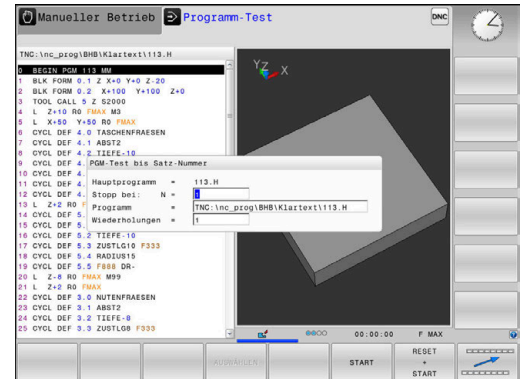 Manueller Betrieb
Programm-Test
DNC
TNC:\nc_prog\BHB\Klartext\113.H
0 BEGIN PGM 113 MM
1 BLK FORM 0.1 Z X+0 Y+0 Z-20
2 BLK FORM 0.2 X+100 Y+100 Z+0
3 TOOL CALL 5 Z S2000
4 L Z+10 R0 FMAX M3
5 L X+50 Y+50 R0 FMAX
6 CYCL DEF 4.0 TASCHENFRAESEN
7 CYCL DEF 4.1 ABST2
8 CYCL DEF 4.2 TIEFE-10
9 CYCL DEF 4.
10 CYCL DEF 4.
11 CYCL DEF 4.
12 CYCL DEF 4.
13 L Z+2 R0 F
14 CYCL DEF 5.
15 CYCL DEF 5.
16 CYCL DEF 5.2 TIEFE-10
17 CYCL DEF 5.3 ZUSTLG10 F333
18 CYCL DEF 5.4 RADIUS15
19 CYCL DEF 5.5 F888 DR-
20 L Z-8 R0 FMAX M99
21 L Z+2 R0 FMAX
22 CYCL DEF 3.0 NUTENFRAESEN
23 CYCL DEF 3.1 ABST2
24 CYCL DEF 3.2 TIEFE-8
25 CYCL DEF 3.3 ZUSTLG8 F333
PGM-Test bis Satz-Nummer
Hauptprogramm = 113.H
Stopp bei: N = 1
Programm = TNC:\nc_prog\BHB\Klartext\113.H
Wiederholungen = 1
Y Z X
00:00:00 F MAX
AUSWÄHLEN
START
RESET
+
START